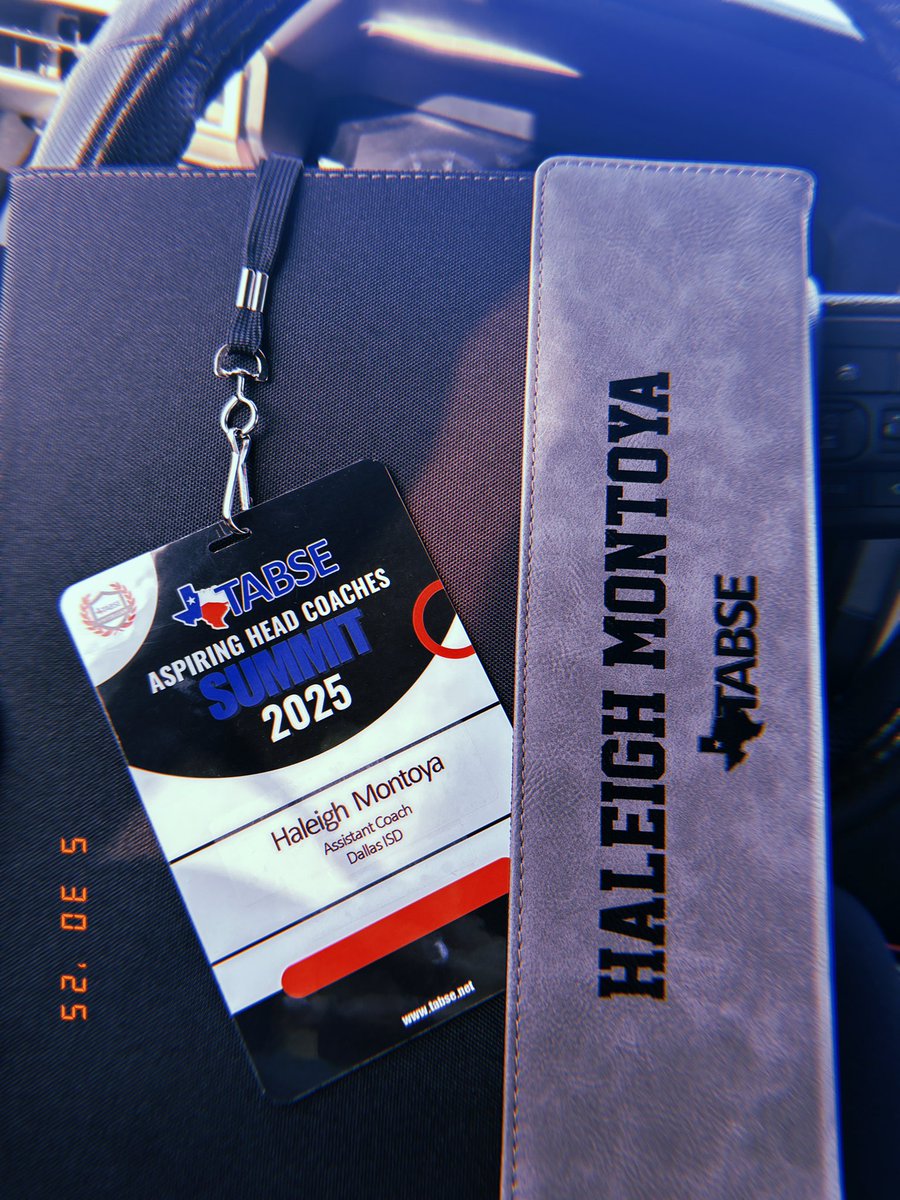 TABSE
ASPIRING HEAD COACHES
SUMMIT
2025
Haleigh Montoya
Assistant Coach
Dallas ISD
www.tabse.net
HALEIGH MONTOYA
TABSE
5 30 '25